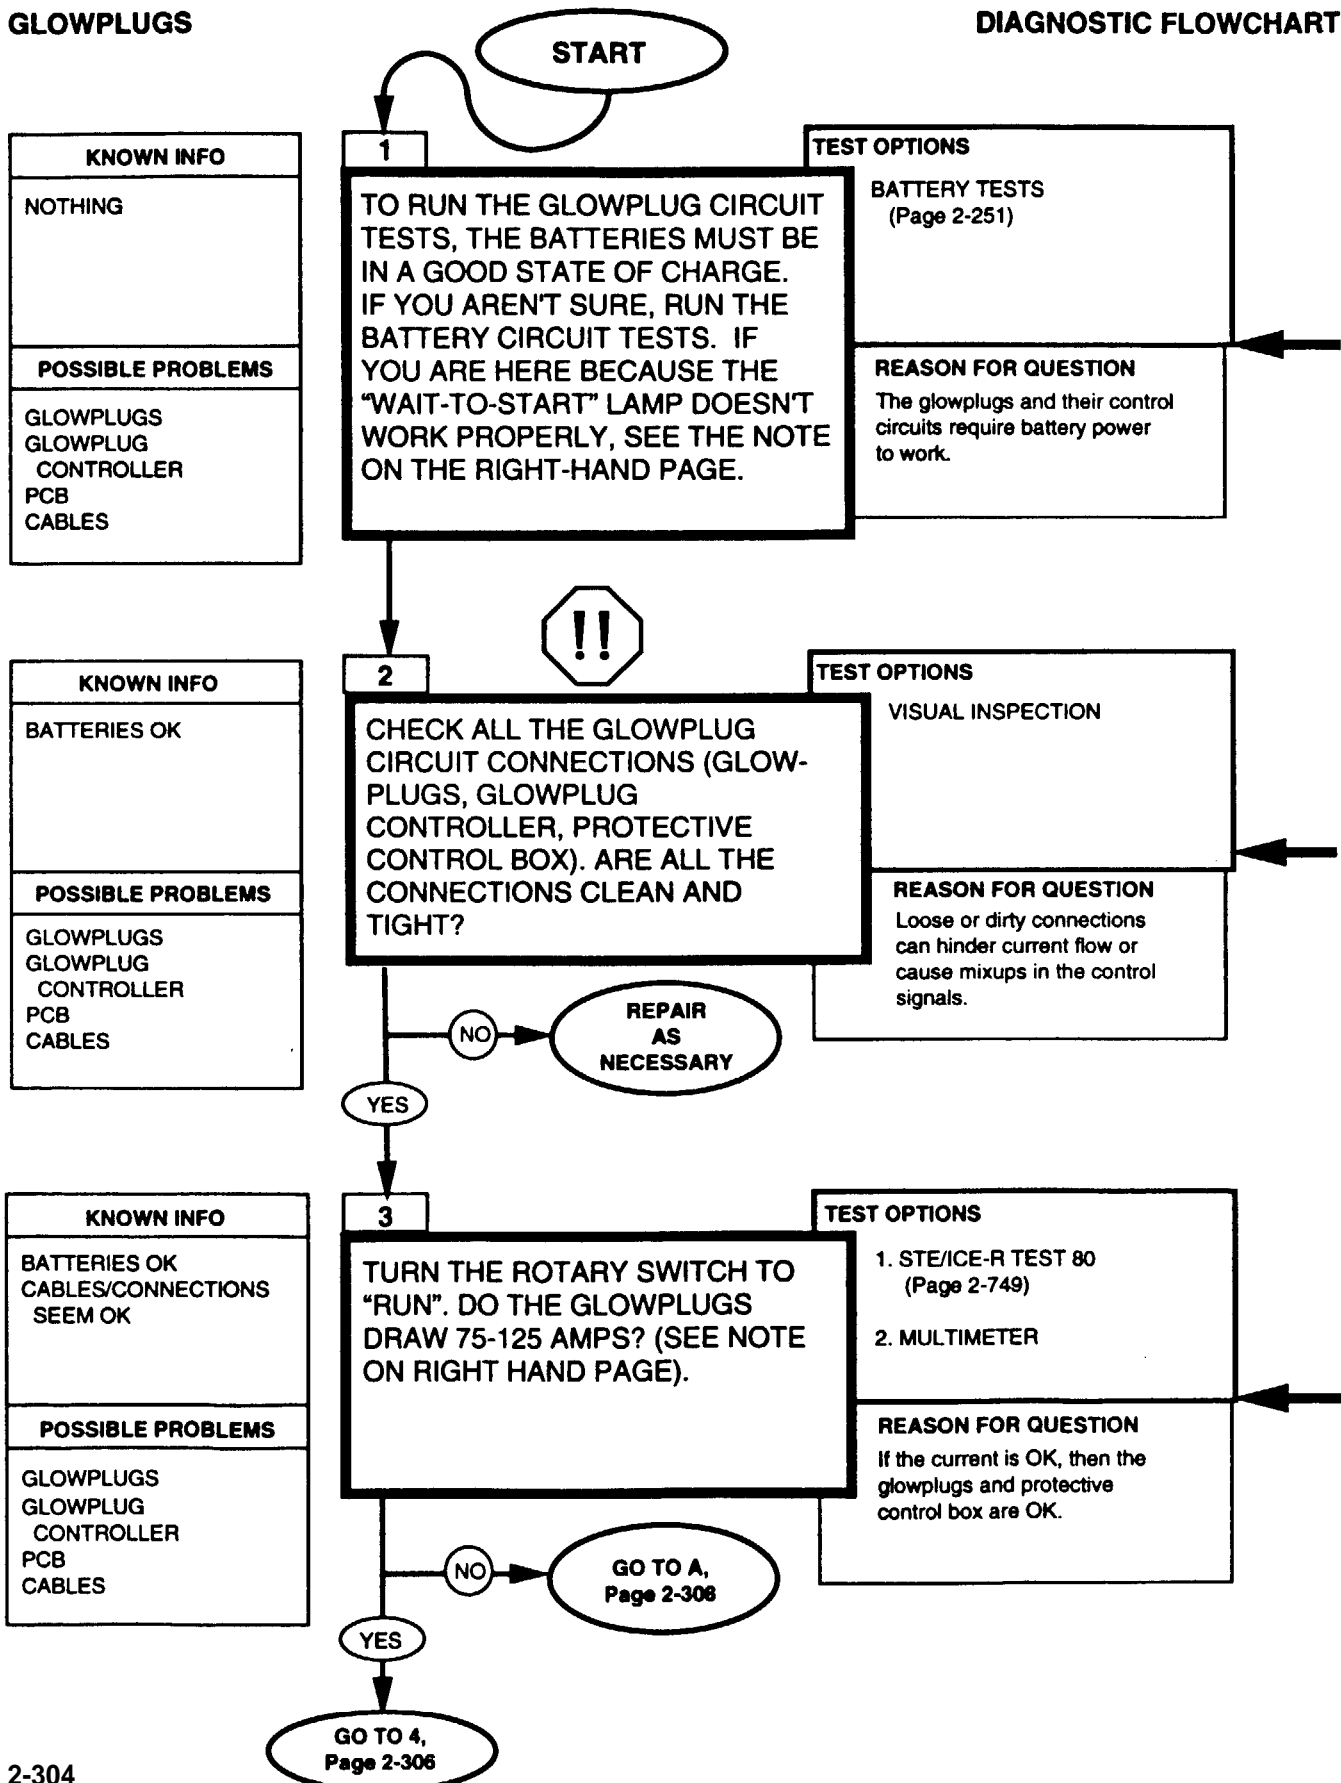 GLOWPLUGS
DIAGNOSTIC FLOWCHART
START
KNOWN INFO
NOTHING
POSSIBLE PROBLEMS
GLOWPLUGS
GLOWPLUG
CONTROLLER
PCB
CABLES
1
TO RUN THE GLOWPLUG CIRCUIT
TESTS, THE BATTERIES MUST BE
IN A GOOD STATE OF CHARGE.
IF YOU AREN'T SURE, RUN THE
BATTERY CIRCUIT TESTS. IF
YOU ARE HERE BECAUSE THE
"WAIT-TO-START" LAMP DOESN'T
WORK PROPERLY, SEE THE NOTE
ON THE RIGHT-HAND PAGE.
TEST OPTIONS
BATTERY TESTS
(Page 2-251)
REASON FOR QUESTION
The glowplugs and their control
circuits require battery power
to work.
!!
KNOWN INFO
BATTERIES OK
POSSIBLE PROBLEMS
GLOWPLUGS
GLOWPLUG
CONTROLLER
PCB
CABLES
2
CHECK ALL THE GLOWPLUG
CIRCUIT CONNECTIONS (GLOW-
PLUGS, GLOWPLUG
CONTROLLER, PROTECTIVE
CONTROL BOX). ARE ALL THE
CONNECTIONS CLEAN AND
TIGHT?
TEST OPTIONS
VISUAL INSPECTION
REASON FOR QUESTION
Loose or dirty connections
can hinder current flow or
cause mixups in the control
signals.
NO
REPAIR
AS
NECESSARY
YES
KNOWN INFO
BATTERIES OK
CABLES/CONNECTIONS
SEEM OK
POSSIBLE PROBLEMS
GLOWPLUGS
GLOWPLUG
CONTROLLER
PCB
CABLES
3
TURN THE ROTARY SWITCH TO
"RUN". DO THE GLOWPLUGS
DRAW 75-125 AMPS? (SEE NOTE
ON RIGHT HAND PAGE).
TEST OPTIONS
1. STE/ICE-R TEST 80
(Page 2-749)
2. MULTIMETER
REASON FOR QUESTION
If the current is OK, then the
glowplugs and protective
control box are OK.
NO
GO TO A,
Page 2-308
YES
GO TO 4,
Page 2-306
2-304